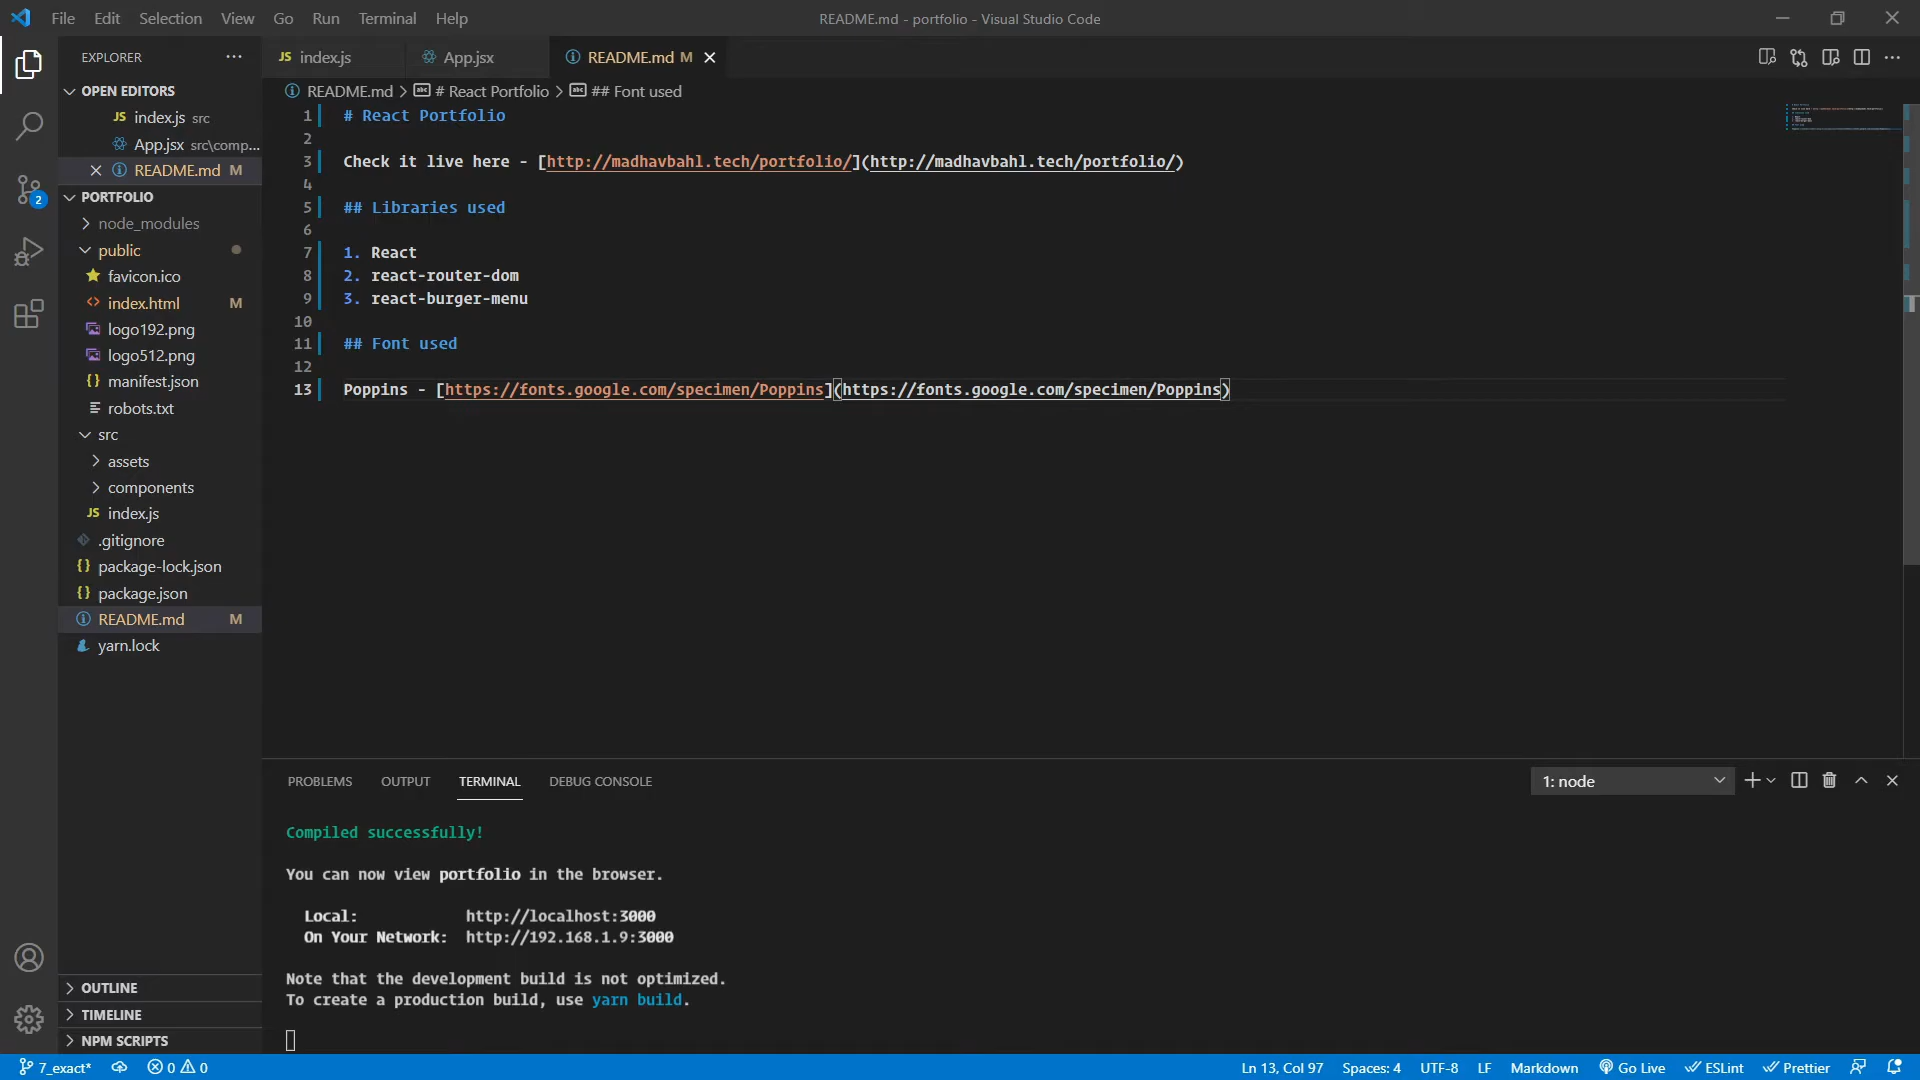 File Edit Selection View Go Run Terminal Help
README.md - portfolio - Visual Studio Code
EXPLORER
OPEN EDITORS
JS index.js src
App.jsx src\comp...
README.md M
PORTFOLIO
node_modules
public
favicon.ico
index.html M
logo192.png
logo512.png
manifest.json
robots.txt
src
assets
components
JS index.js
.gitignore
package-lock.json
package.json
README.md M
yarn.lock
OUTLINE
TIMELINE
NPM SCRIPTS
2
JS index.js App.jsx README.md M
README.md > # React Portfolio > ## Font used
1 # React Portfolio
2
3 Check it live here - [http://madhavbahl.tech/portfolio/](http://madhavbahl.tech/portfolio/)
4
5 ## Libraries used
6
7 1. React
8 2. react-router-dom
9 3. react-burger-menu
10
11 ## Font used
12
13 Poppins - [https://fonts.google.com/specimen/Poppins](https://fonts.google.com/specimen/Poppins)
PROBLEMS OUTPUT TERMINAL DEBUG CONSOLE
1: node
Compiled successfully!
You can now view portfolio in the browser.
Local: http://localhost:3000
On Your Network: http://192.168.1.9:3000
Note that the development build is not optimized.
To create a production build, use yarn build.
7_exact* 0 0
Ln 13, Col 97 Spaces: 4 UTF-8 LF Markdown Go Live ESLint Prettier